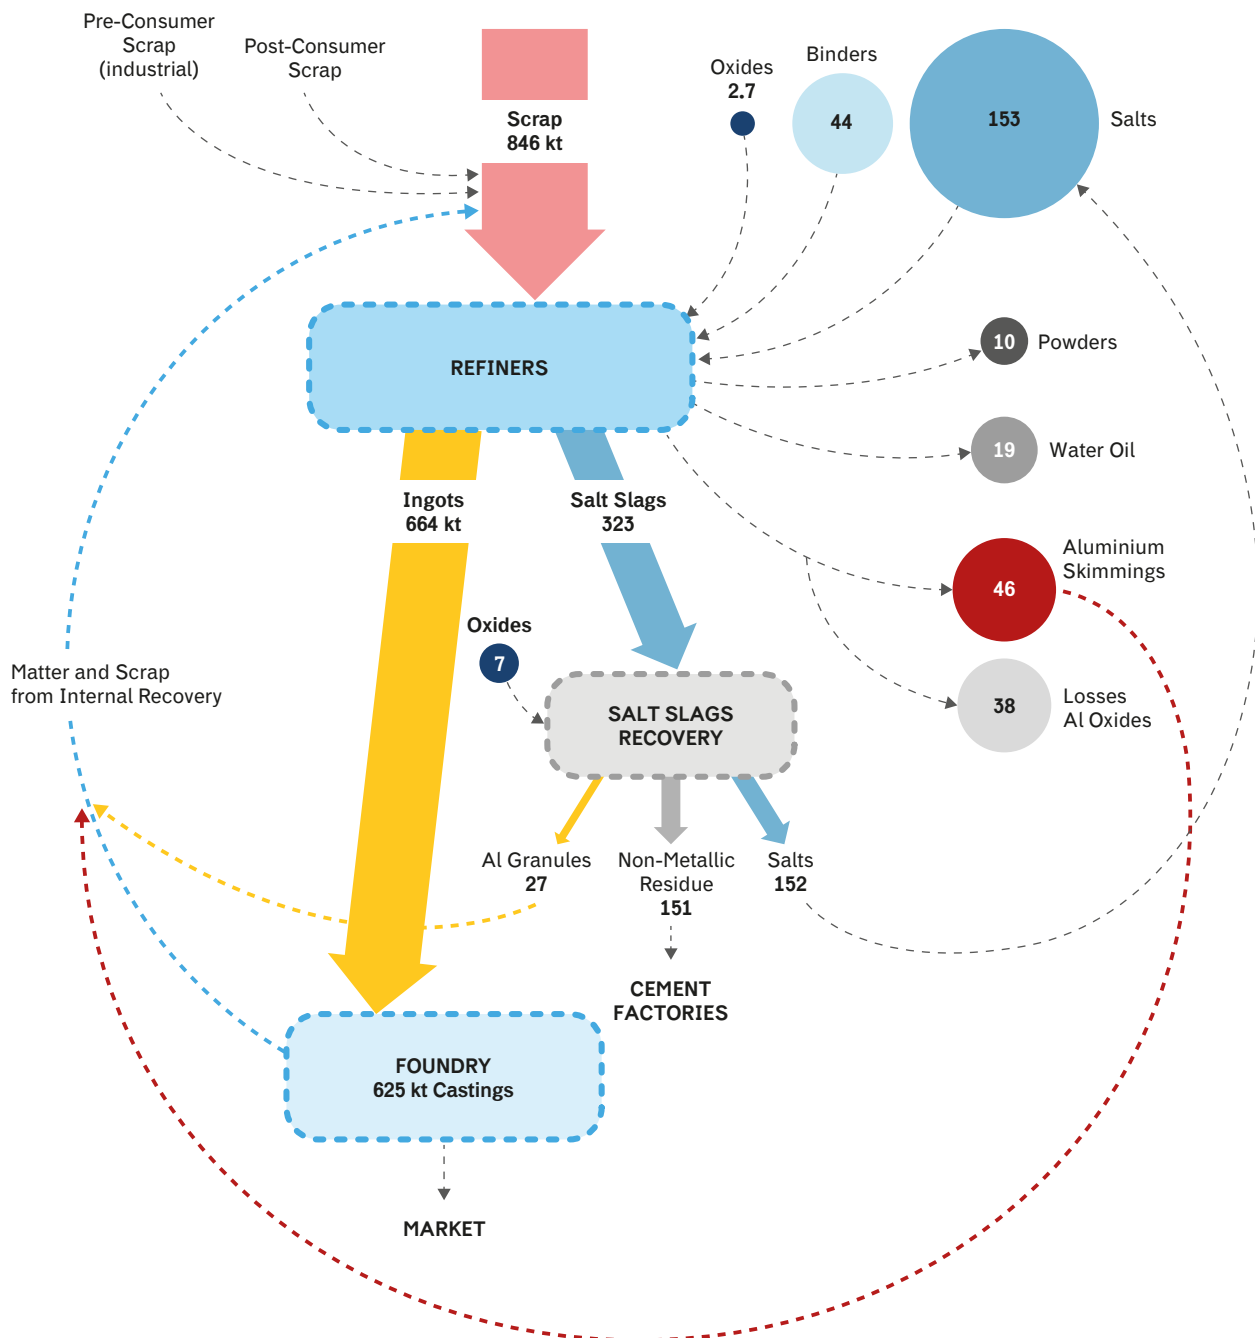 Pre-Consumer
Scrap
(industrial)
Post-Consumer
Scrap
Scrap
846 kt
Oxides
2.7
Binders
44
153
Salts
REFINERS
10
Powders
19
Water Oil
Ingots
664 kt
Salt Slags
323
46
Aluminium
Skimmings
Oxides
7
38
Losses
Al Oxides
Matter and Scrap
from Internal Recovery
SALT SLAGS
RECOVERY
Al Granules
27
Non-Metallic
Residue
151
Salts
152
CEMENT
FACTORIES
FOUNDRY
625 kt Castings
MARKET